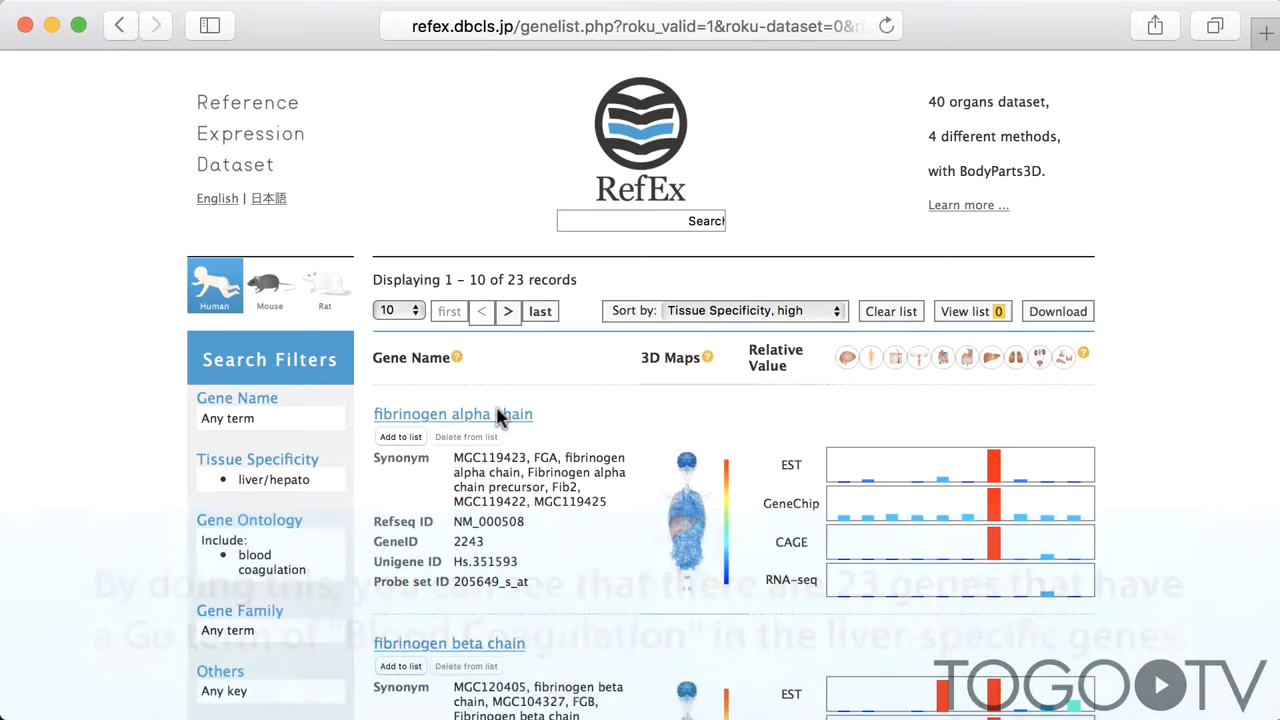 refex.dbcls.jp/genelist.php?roku_valid=1&roku-dataset=0&r
Reference
Expression
Dataset
English | 日本語
RefEx
Search
40 organs dataset,
4 different methods,
with BodyParts3D.
Learn more ...
Human
Mouse
Rat
Displaying 1 – 10 of 23 records
10
first
<
>
last
Sort by: Tissue Specificity, high
Clear list
View list 0
Download
Search Filters
Gene Name
Any term
Tissue Specificity
• liver/hepato
Gene Ontology
Include:
• blood
coagulation
Gene Family
Any term
Others
Any key
Gene Name?
3D Maps?
Relative
Value
?
fibrinogen alpha chain
Add to list
Delete from list
Synonym MGC119423, FGA, fibrinogen
alpha chain, Fibrinogen alpha
chain precursor, Fib2,
MGC119422, MGC119425
Refseq ID NM_000508
GeneID 2243
Unigene ID Hs.351593
Probe set ID 205649_s_at
EST
GeneChip
CAGE
RNA-seq
fibrinogen beta chain
Add to list
Delete from list
Synonym MGC120405, fibrinogen beta
chain, MGC104327, FGB,
Fibrinogen beta chain
EST
By doing this, you can see that there are 23 genes that have
a Go term of "Blood Coagulation" in the liver-specific genes.
TOGOTV